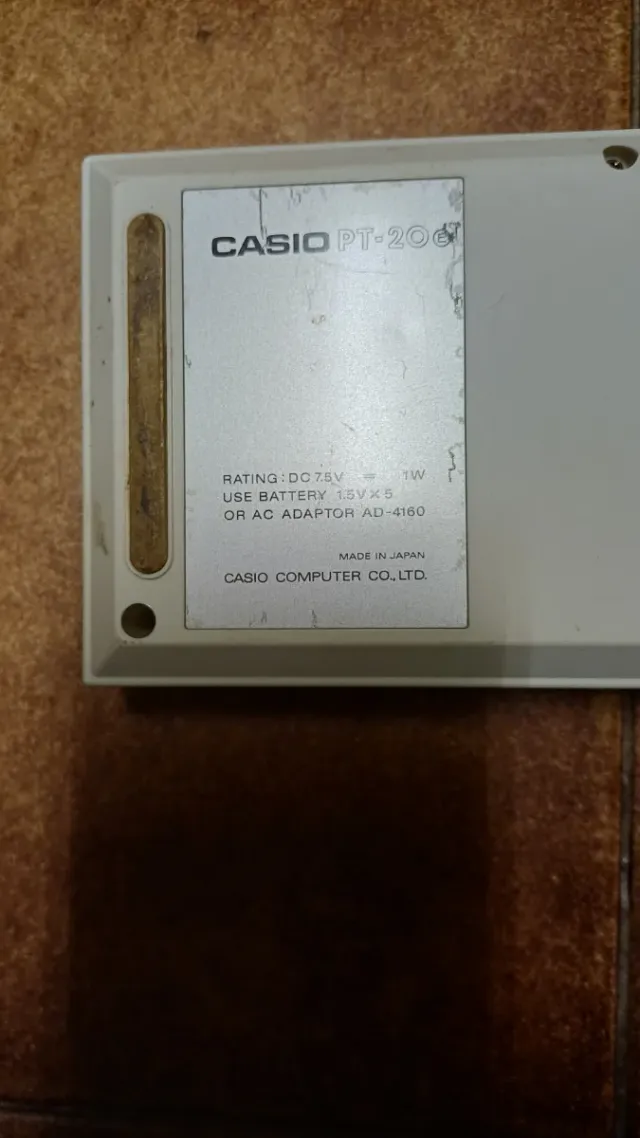 CASIO PT-20 E
RATING : DC 7.5V ⎓ 1W
USE BATTERY 1.5V × 5
OR AC ADAPTOR AD-4160
MADE IN JAPAN
CASIO COMPUTER CO., LTD.